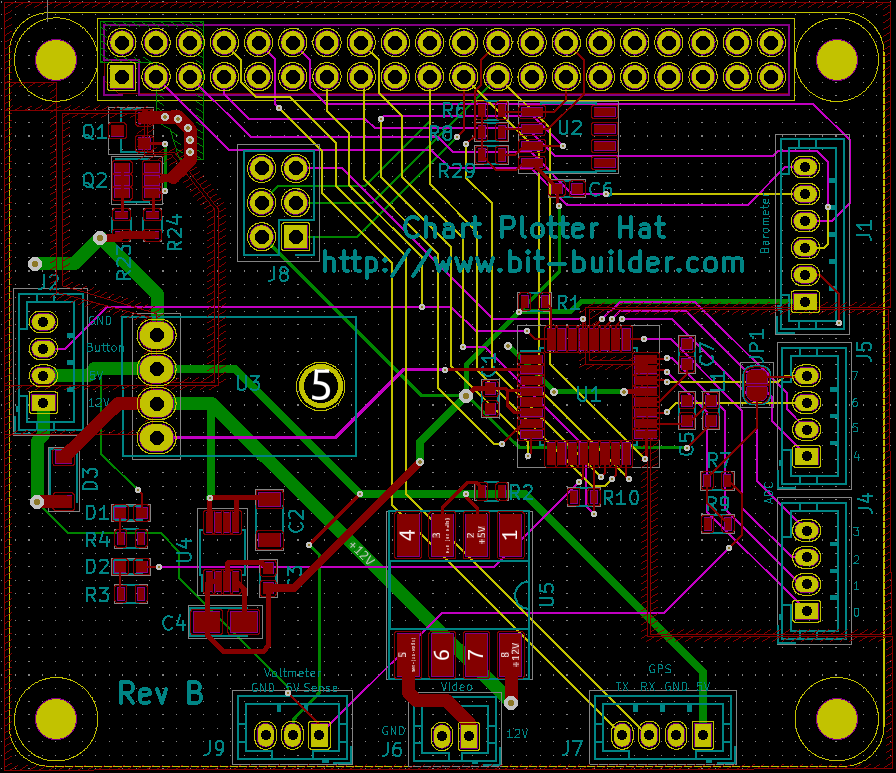 R6
U2
Q1
R8
R29
Q2
C6
R24
Chart Plotter Hat
J1
Barometer
J8
http://www.bit-builder.com
J2
GND
R1
Button
C7
JP1
J5
U3
5
U1
7
6
12V
5
C5
4
R7
D3
R2
R10
R9
ADC
J4
D1
C2
4
3
2
+5V
1
3
R4
U4
+12V
2
D2
U5
1
R3
0
C4
5
6
7
8
+12V
Voltmeter
GPS
Rev B
GND 5V Sense
Video
TX RX GND 5V
GND
12V
J9
J6
J7